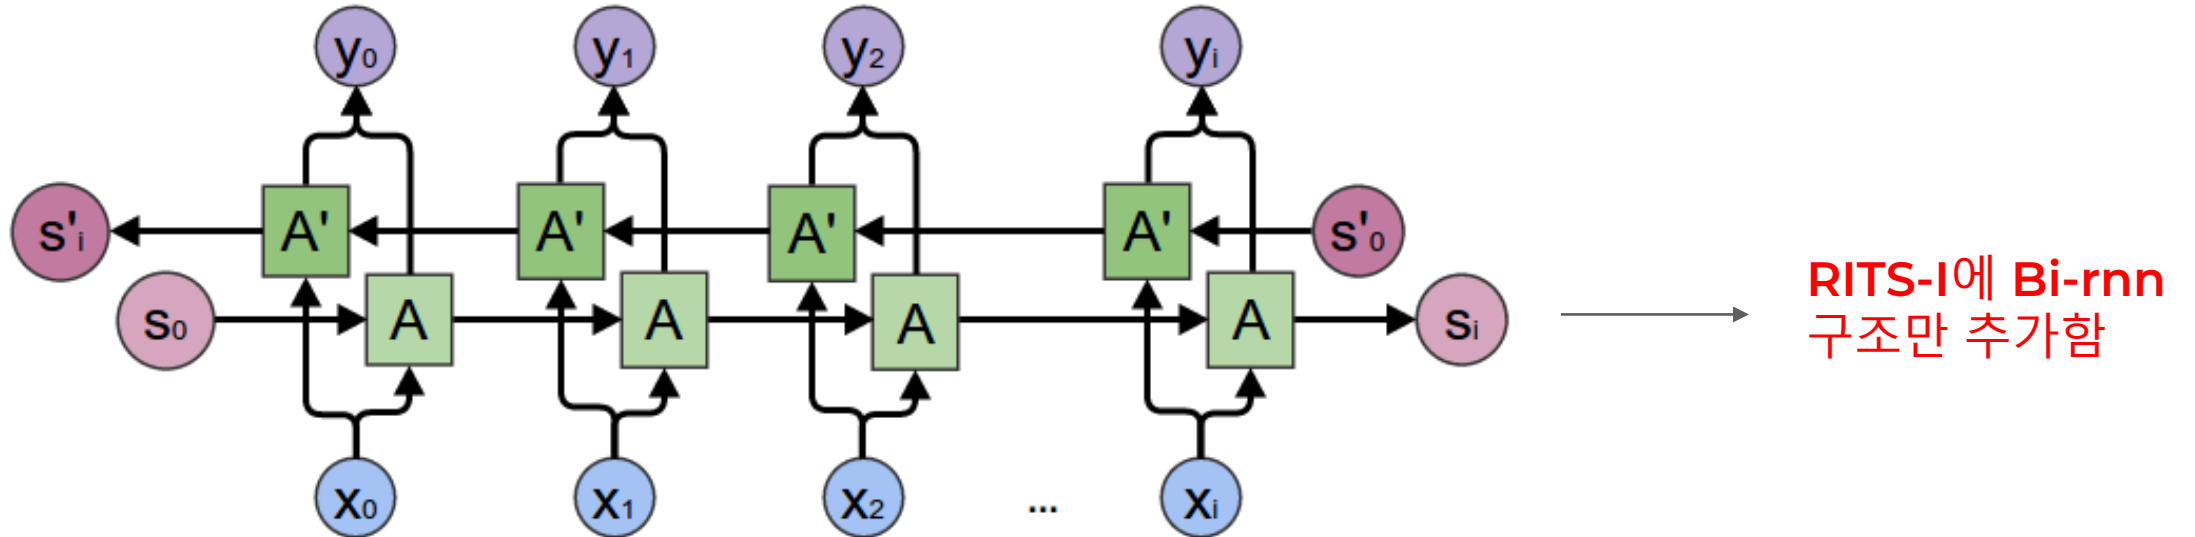 y0 y1 y2 yi
A' A' A' A' s'0
s'i
s0 A A A A si
x0 x1 x2 ... xi
RITS-I에 Bi-rnn
구조만 추가함